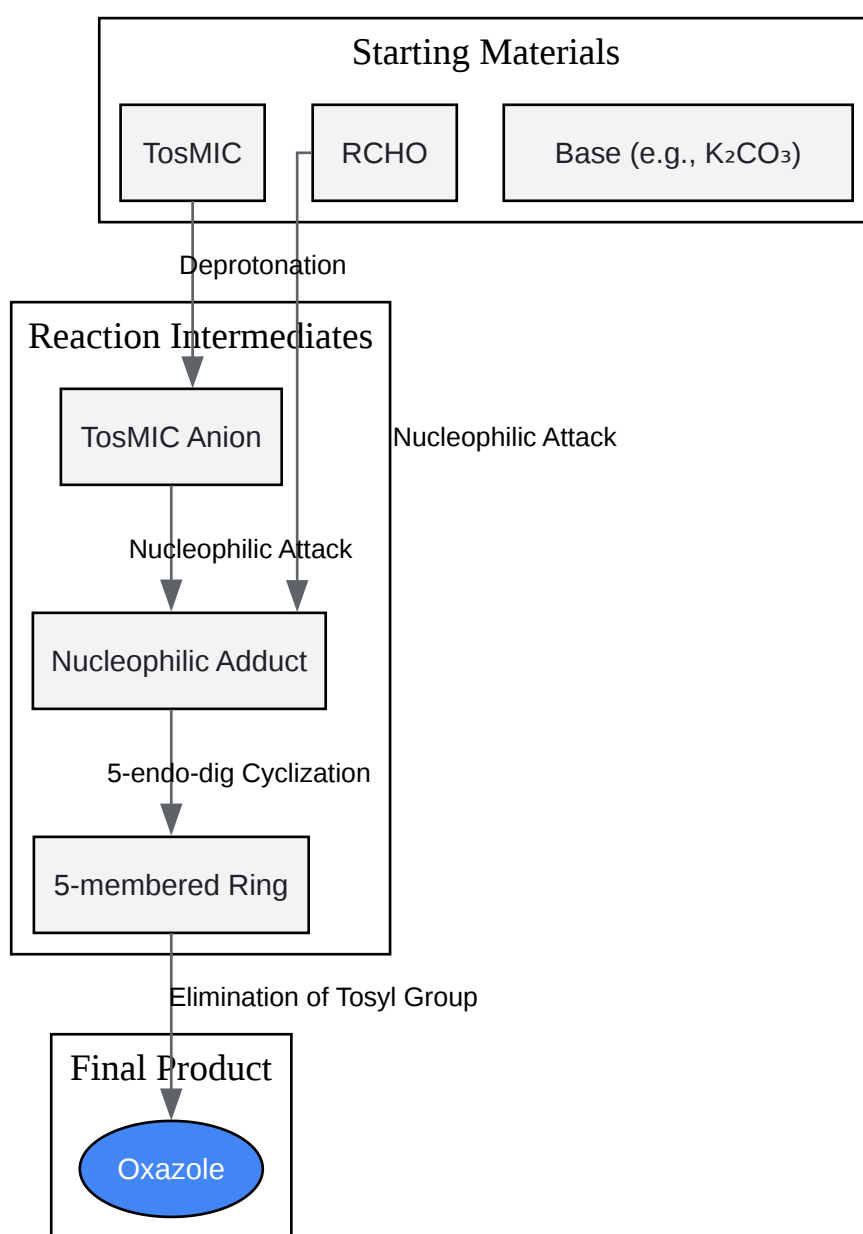 Starting Materials
TosMIC
RCHO
Base (e.g., K₂CO₃)
Deprotonation
Reaction Intermediates
TosMIC Anion
Nucleophilic Attack
Nucleophilic Attack
Nucleophilic Adduct
5-endo-dig Cyclization
5-membered Ring
Elimination of Tosyl Group
Final Product
Oxazole